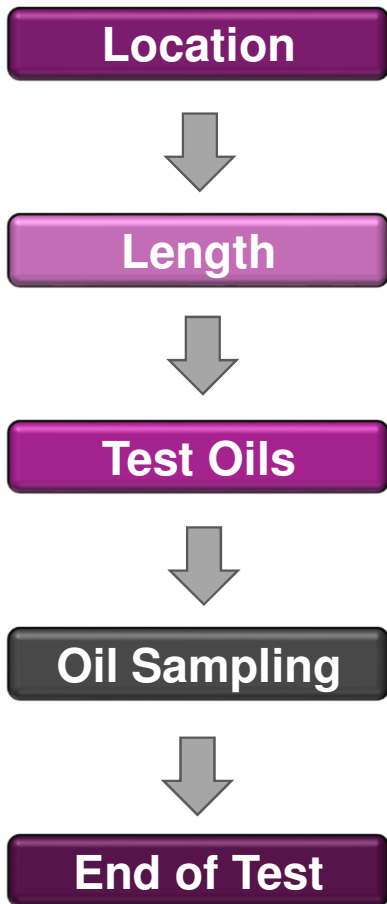 Location
Length
Test Oils
Oil Sampling
End of Test